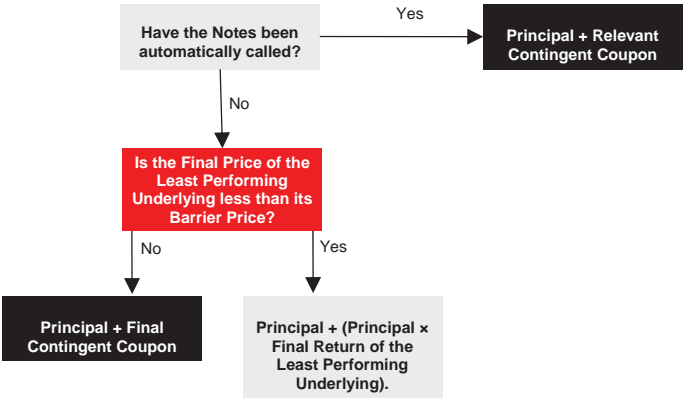 Have the Notes been
automatically called?
Yes
Principal + Relevant
Contingent Coupon
No
Is the Final Price of the
Least Performing
Underlying less than its
Barrier Price?
No
Yes
Principal + Final
Contingent Coupon
Principal + (Principal ×
Final Return of the
Least Performing
Underlying).